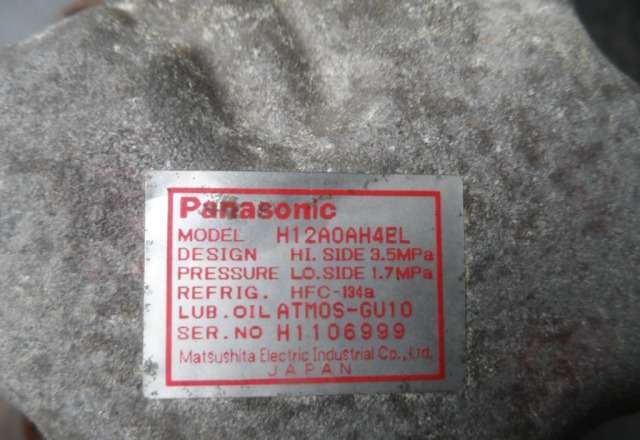 Panasonic
MODEL H12A0AH4EL
DESIGN HI. SIDE 3.5MPa
PRESSURE LO. SIDE 1.7MPa
REFRIG. HFC-134a
LUB. OIL ATMOS-GU10
SER. NO H1106999
Matsushita Electric Industrial Co., Ltd.
JAPAN